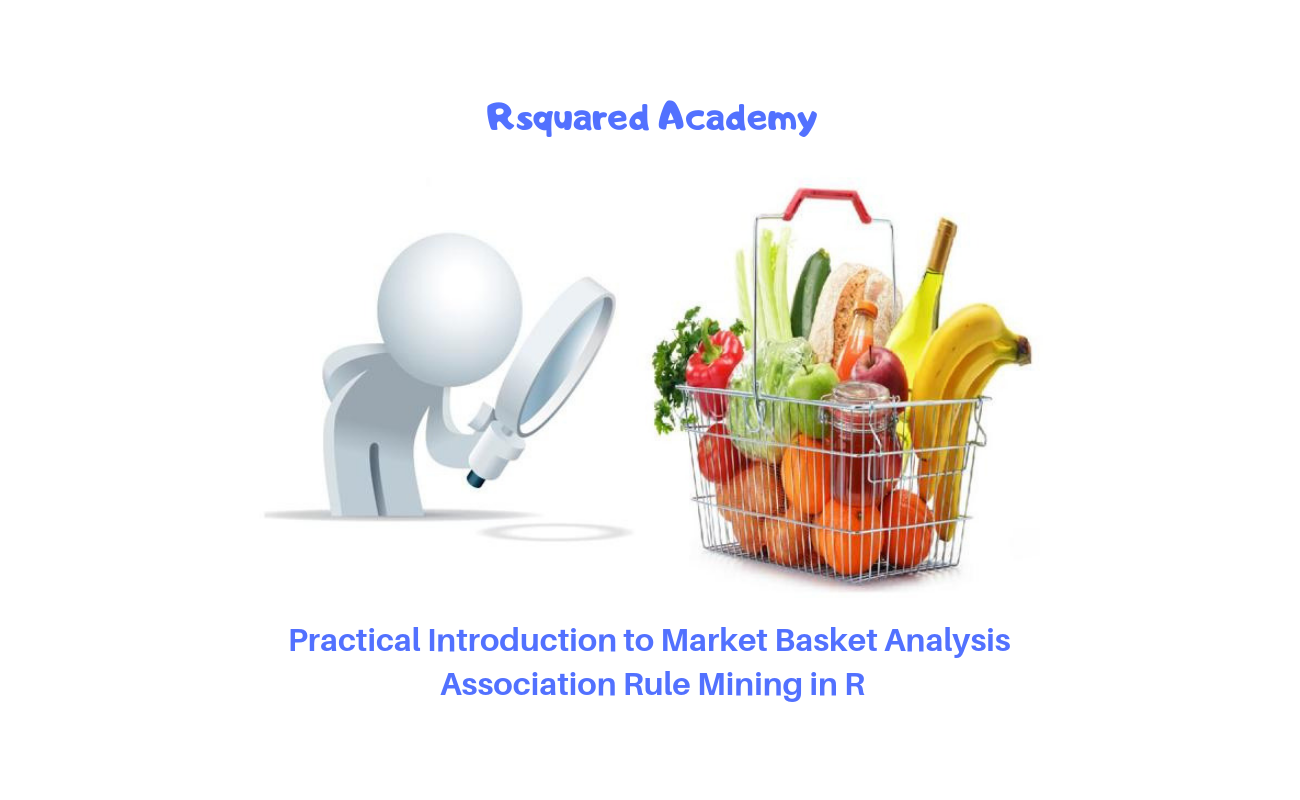 Rsquared Academy
Practical Introduction to Market Basket Analysis
Association Rule Mining in R